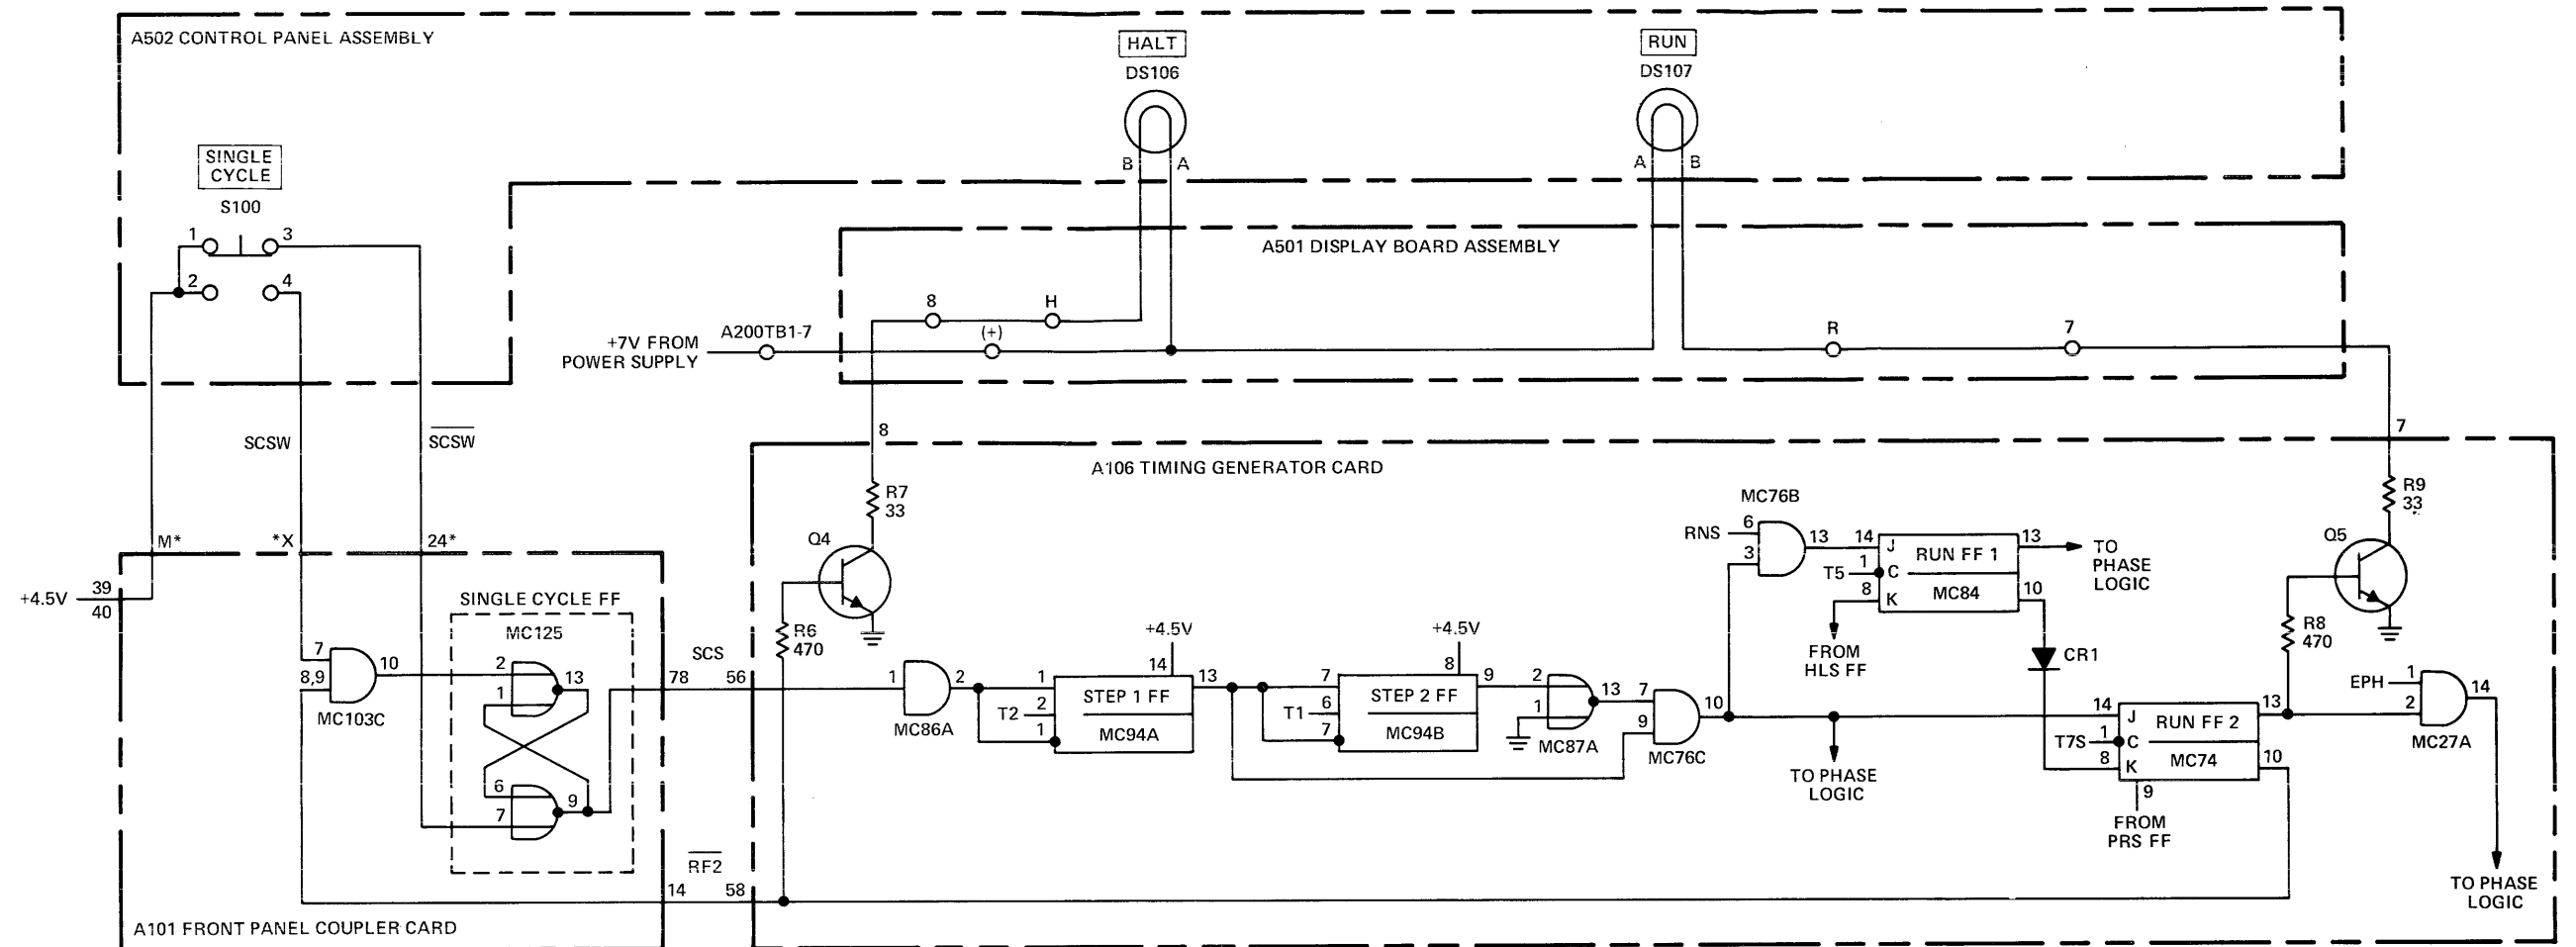 A502 CONTROL PANEL ASSEMBLY
HALT
DS106
B A
RUN
DS107
A B
SINGLE
CYCLE
S100
1 3
2 4
A501 DISPLAY BOARD ASSEMBLY
8 H
(+)
R 7
+7V FROM
POWER SUPPLY
A200TB1-7
SCSW
SCSW
8
7
A106 TIMING GENERATOR CARD
M* *X 24*
+4.5V
39
40
SINGLE CYCLE FF
MC125
7
8,9
10
MC103C
2
1
13
6
7
9
A101 FRONT PANEL COUPLER CARD
SCS
78 56
RF2
14 58
R7
33
Q4
R6
470
1 2
MC86A
+4.5V
14
1
T2 2
1
STEP 1 FF
MC94A
13
+4.5V
8
7
T1 6
7
STEP 2 FF
MC94B
9
2
1
13
MC87A
7
9
10
MC76C
MC76B
RNS 6
3
13
14 J
T5 1 C
8 K
RUN FF 1
MC84
13
10
TO
PHASE
LOGIC
FROM
HLS FF
CR1
TO PHASE
LOGIC
14 J
T7S 1 C
8 K
RUN FF 2
MC74
13
10
9
FROM
PRS FF
R9
33
Q5
R8
470
EPH 1
2
14
MC27A
TO PHASE
LOGIC